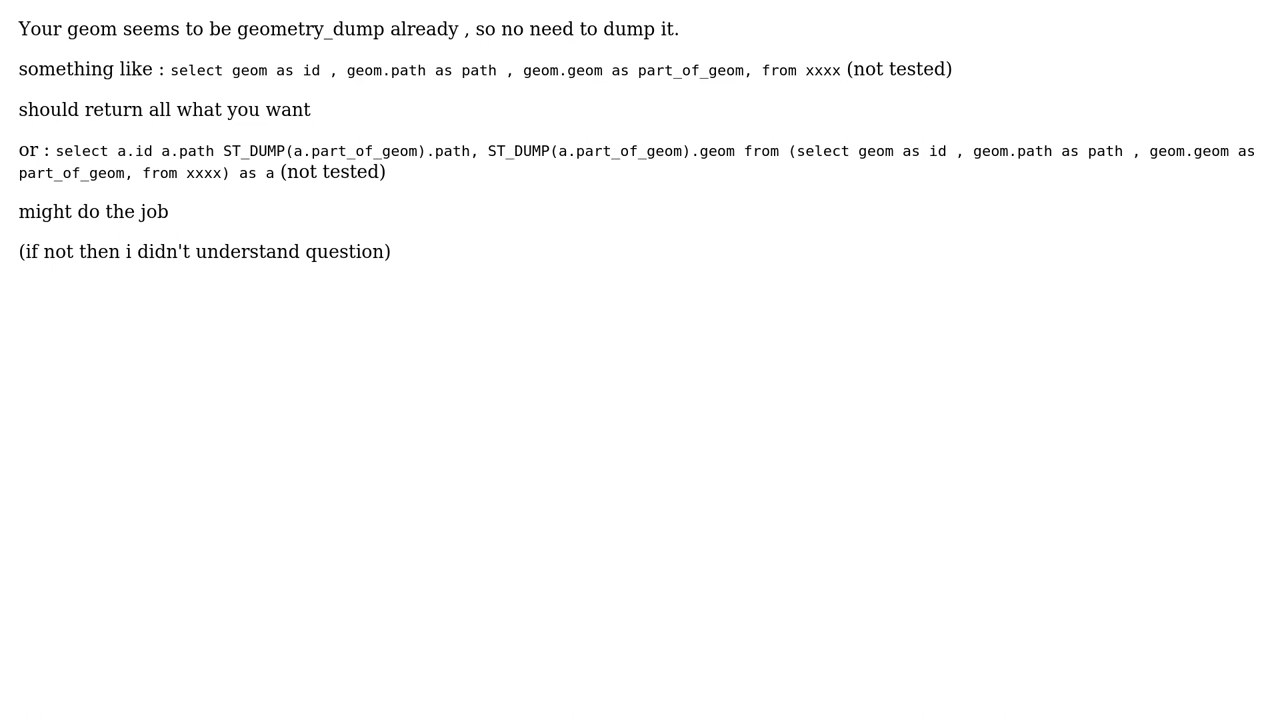 Your geom seems to be geometry_dump already , so no need to dump it.
something like : select geom as id , geom.path as path , geom.geom as part_of_geom, from xxxx (not tested)
should return all what you want
or : select a.id a.path ST_DUMP(a.part_of_geom).path, ST_DUMP(a.part_of_geom).geom from (select geom as id , geom.path as path , geom.geom as
part_of_geom, from xxxx) as a (not tested)
might do the job
(if not then i didn't understand question)